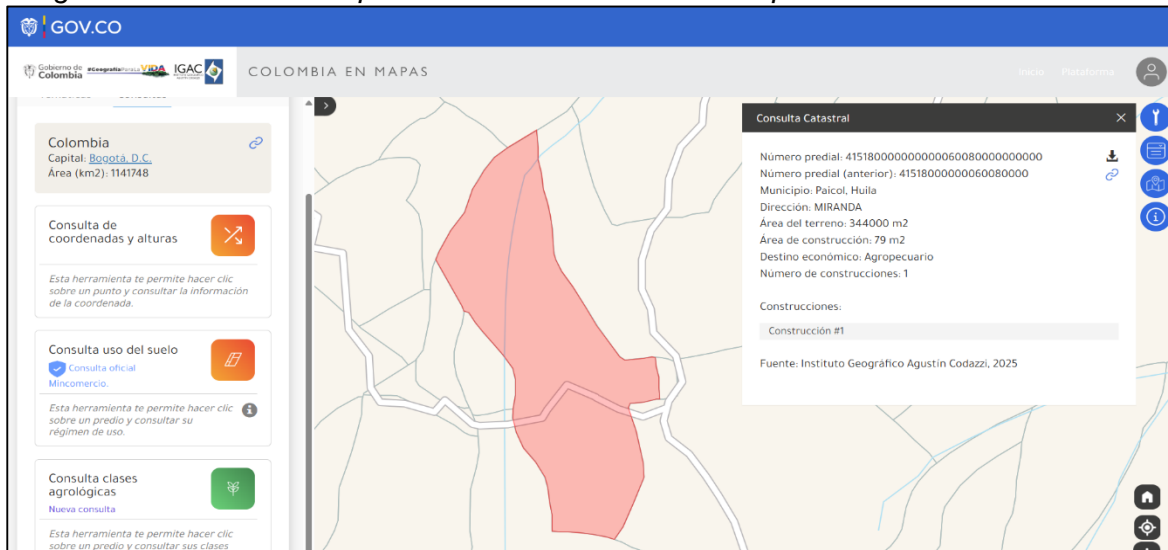 GOV.CO
Gobierno de Colombia
#GeografíaParalaVIDA
IGAC
COLOMBIA EN MAPAS
Inicio Plataforma
Colombia
Capital: Bogotá, D.C.
Área (km2): 1141748
Consulta de
coordenadas y alturas
Esta herramienta te permite hacer clic
sobre un punto y consultar la información
de la coordenada.
Consulta uso del suelo
Consulta oficial
Mincomercio.
Esta herramienta te permite hacer clic
sobre un predio y consultar su
régimen de uso.
Consulta clases
agrológicas
Nueva consulta
Esta herramienta te permite hacer clic
sobre un predio y consultar sus clases
Consulta Catastral
Número predial: 415180000000000060080000000000
Número predial (anterior): 41518000000060080000
Municipio: Paicol, Huila
Dirección: MIRANDA
Área del terreno: 344000 m2
Área de construcción: 79 m2
Destino económico: Agropecuario
Número de construcciones: 1
Construcciones:
Construcción #1
Fuente: Instituto Geográfico Agustín Codazzi, 2025